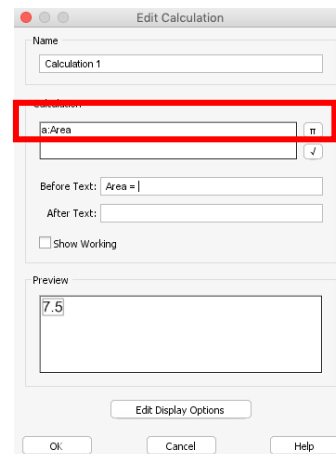 Edit Calculation
Name
Calculation 1
Calculation
a:Area
π
√
Before Text: Area =
After Text:
Show Working
Preview
7.5
Edit Display Options
OK Cancel Help